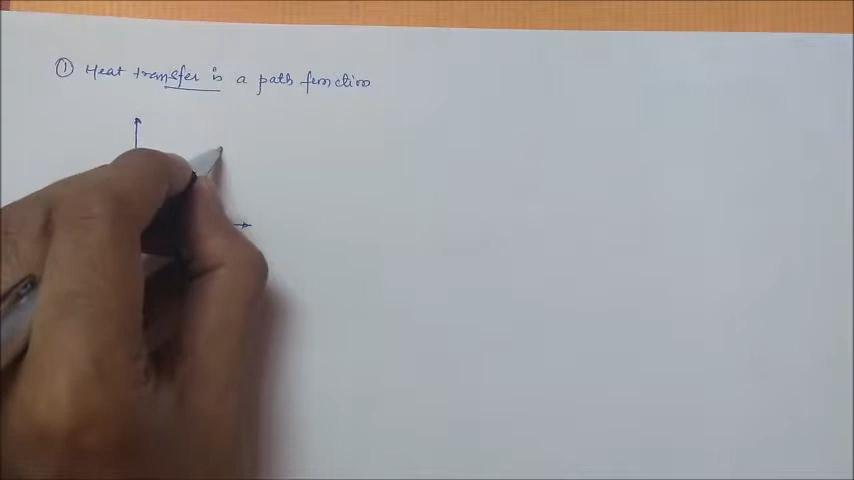 ① Heat transfer is a path function